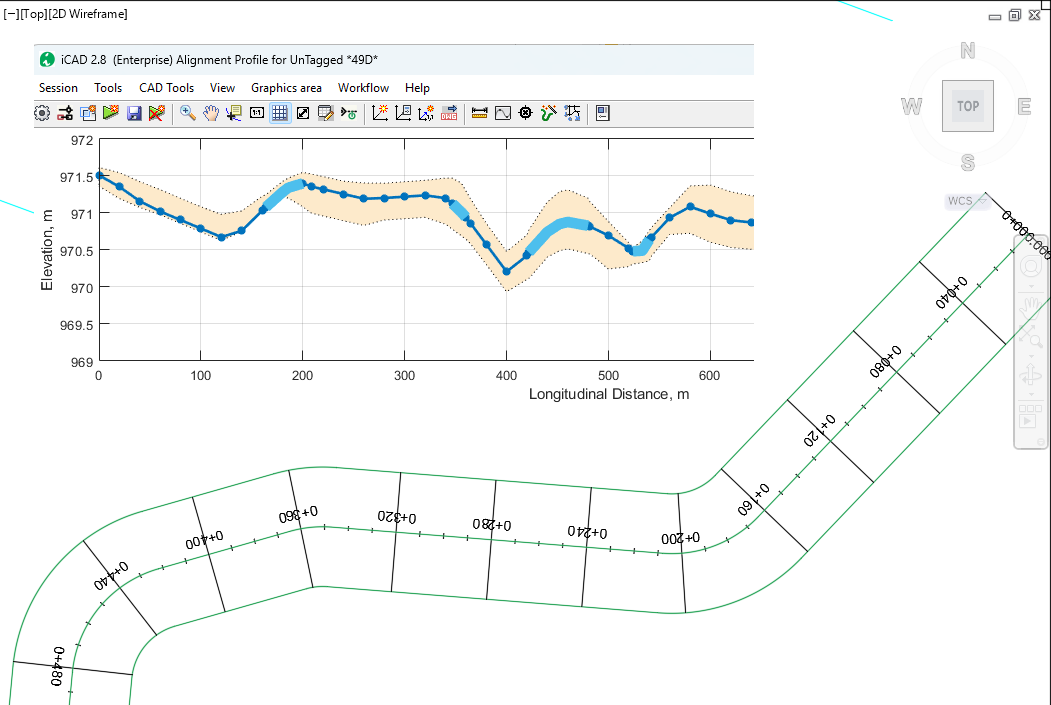 [−][Top][2D Wireframe]
iCAD 2.8 (Enterprise) Alignment Profile for UnTagged *49D*
Session Tools CAD Tools View Graphics area Workflow Help
1:1
972
971.5
971
970.5
970
969.5
969
Elevation, m
0 100 200 300 400 500 600
Longitudinal Distance, m
N
W TOP E
S
WCS
0+000.000
0+040
0+080
0+120
0+160
0+200
0+240
0+280
0+320
0+360
0+400
0+440
0+480